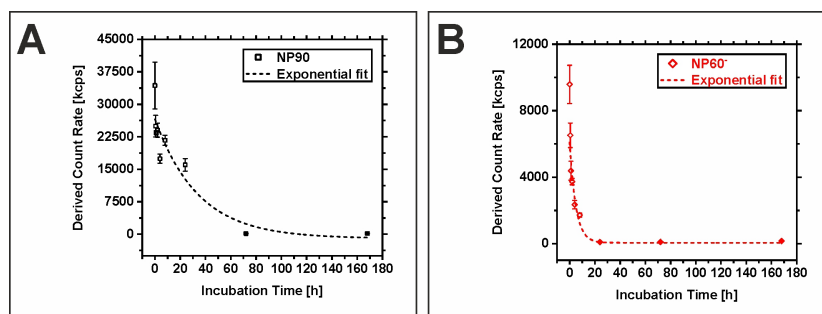 A
NP90
Exponential fit
Derived Count Rate [kcps]
45000
37500
30000
22500
15000
7500
0
0 20 40 60 80 100 120 140 160 180
Incubation Time [h]
B
NP60⁻
Exponential fit
Derived Count Rate [kcps]
12000
8000
4000
0
0 20 40 60 80 100 120 140 160 180
Incubation Time [h]